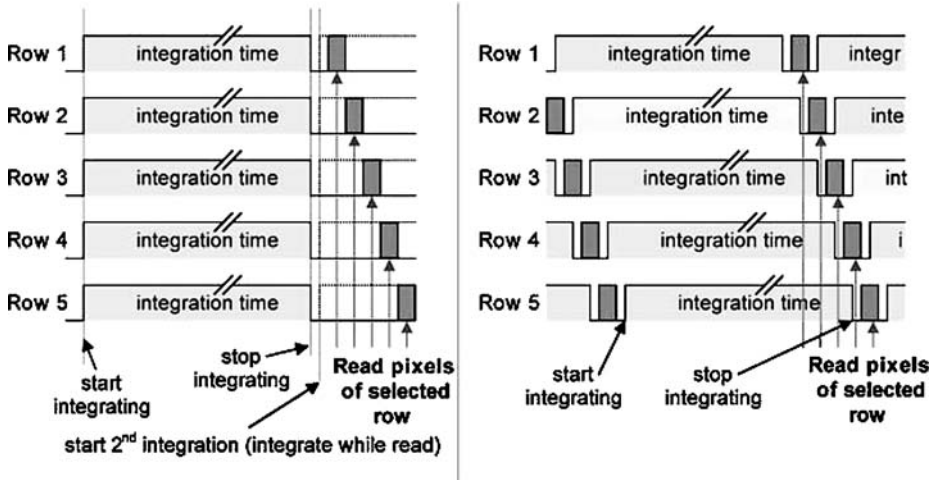 Row 1 integration time
Row 2 integration time
Row 3 integration time
Row 4 integration time
Row 5 integration time
start
integrating
stop
integrating
Read pixels
of selected
row
start 2nd integration (integrate while read)
Row 1 integration time integr
Row 2 integration time inte
Row 3 integration time int
Row 4 integration time i
Row 5 integration time
start
integrating
stop
integrating
Read pixels
of selected
row